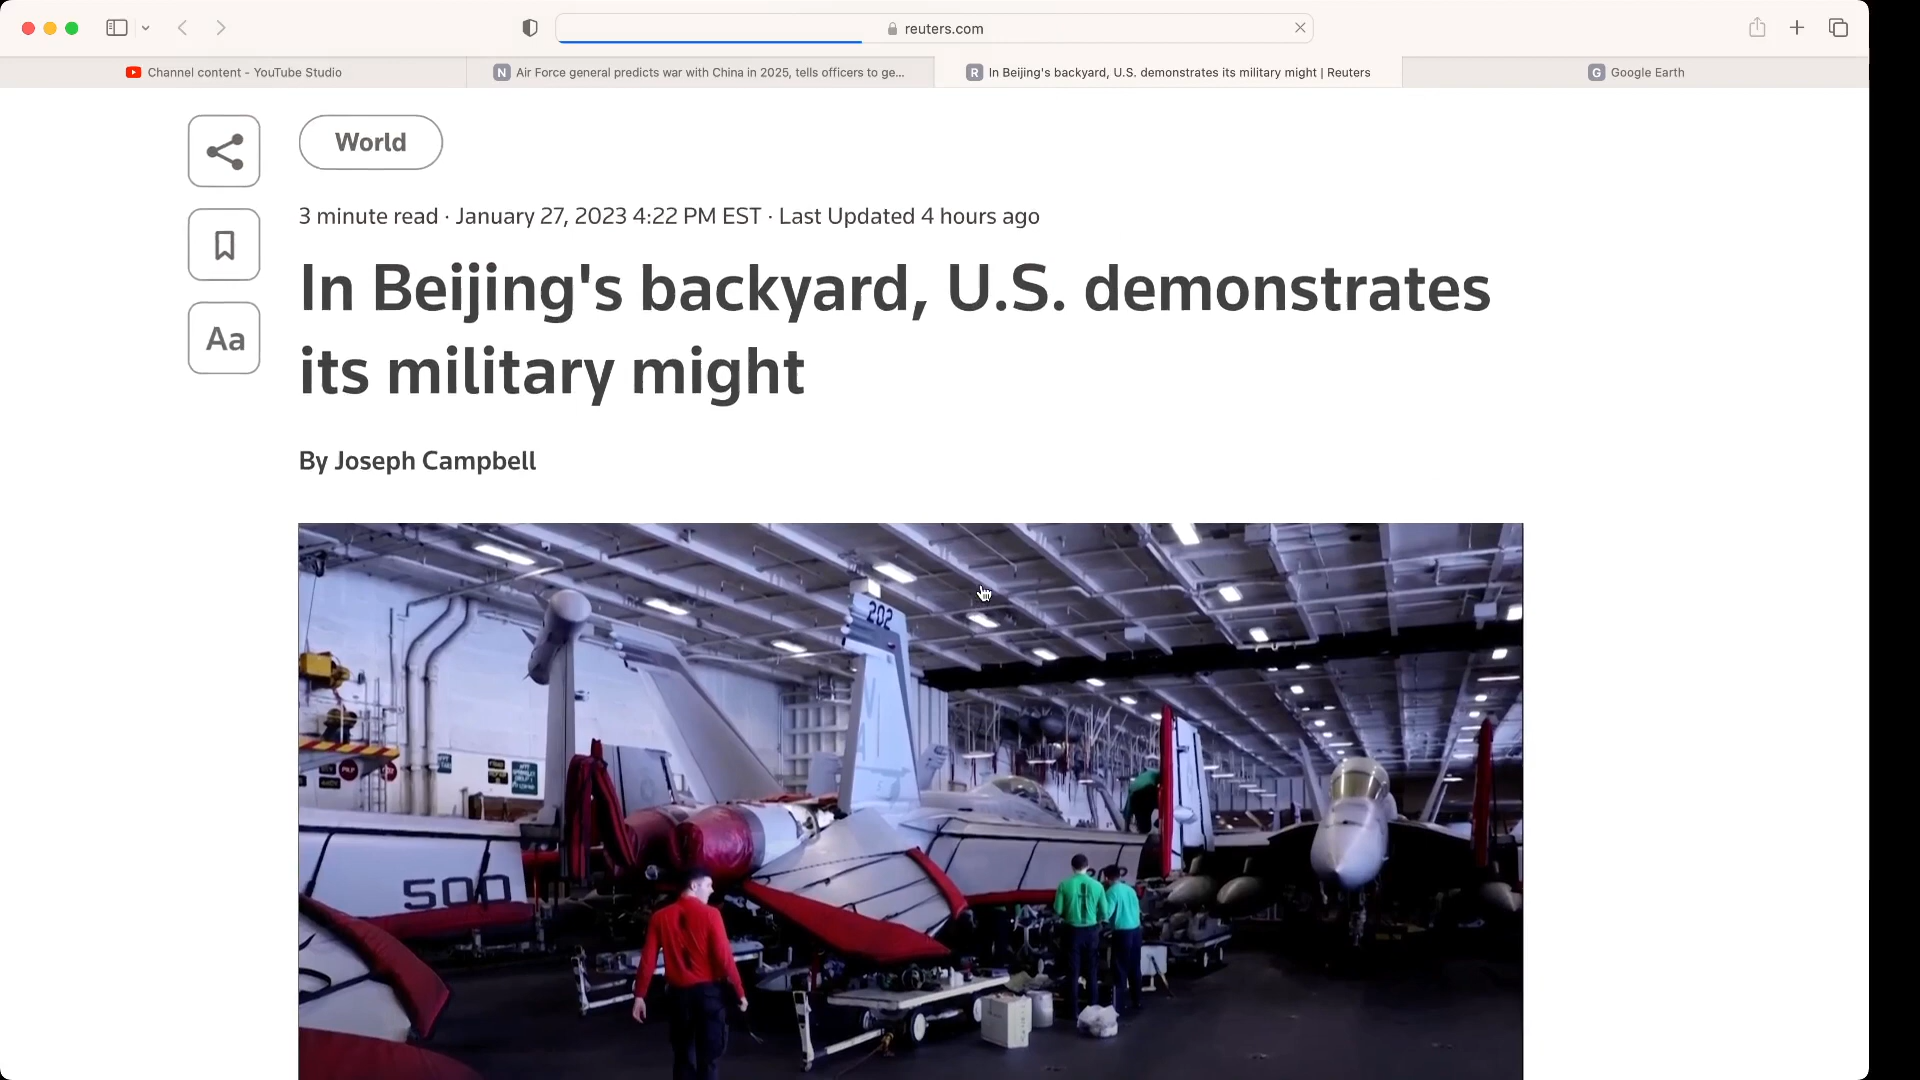 reuters.com
Channel content - YouTube Studio
N Air Force general predicts war with China in 2025, tells officers to ge...
R In Beijing's backyard, U.S. demonstrates its military might | Reuters
G Google Earth
World
3 minute read · January 27, 2023 4:22 PM EST · Last Updated 4 hours ago
Aa
In Beijing's backyard, U.S. demonstrates
its military might
By Joseph Campbell
202
500